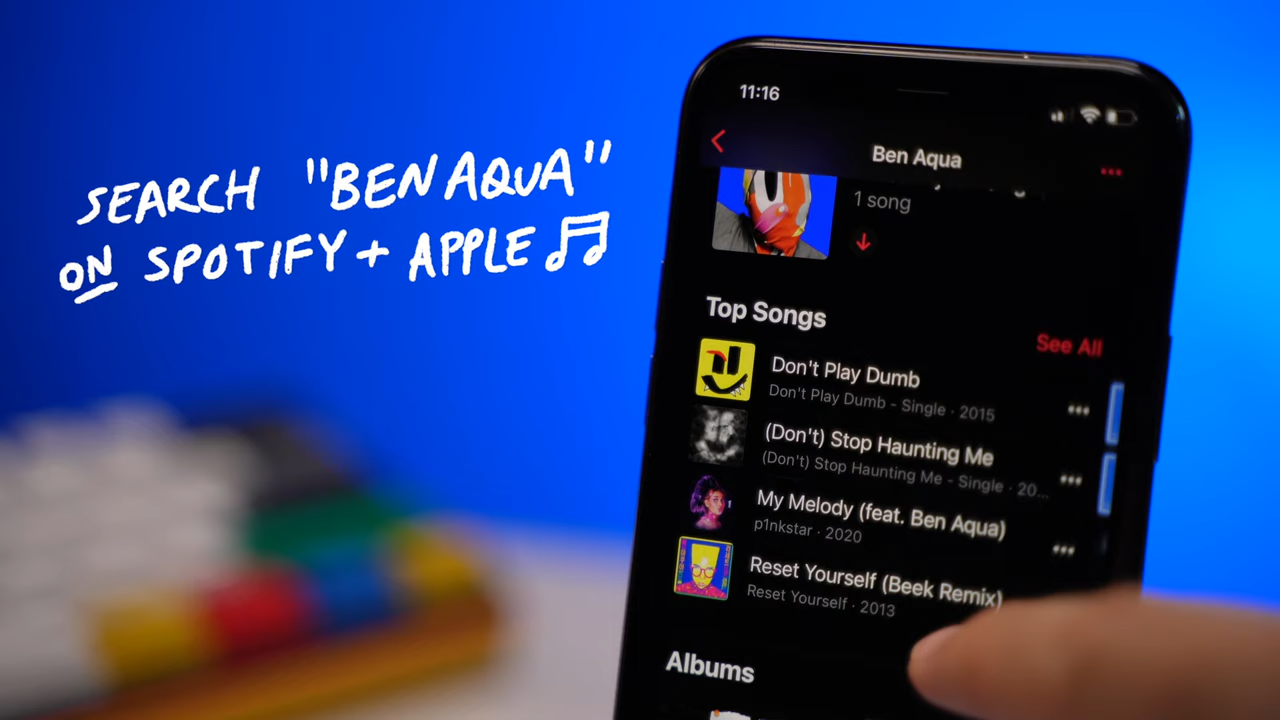 SEARCH "BEN AQUA"
ON SPOTIFY + APPLE
11:16
Ben Aqua
1 song
Top Songs
See All
Don't Play Dumb
Don't Play Dumb - Single · 2015
(Don't) Stop Haunting Me
(Don't) Stop Haunting Me - Single · 20...
My Melody (feat. Ben Aqua)
p1nkstar · 2020
Reset Yourself (Beek Remix)
Reset Yourself · 2013
Albums